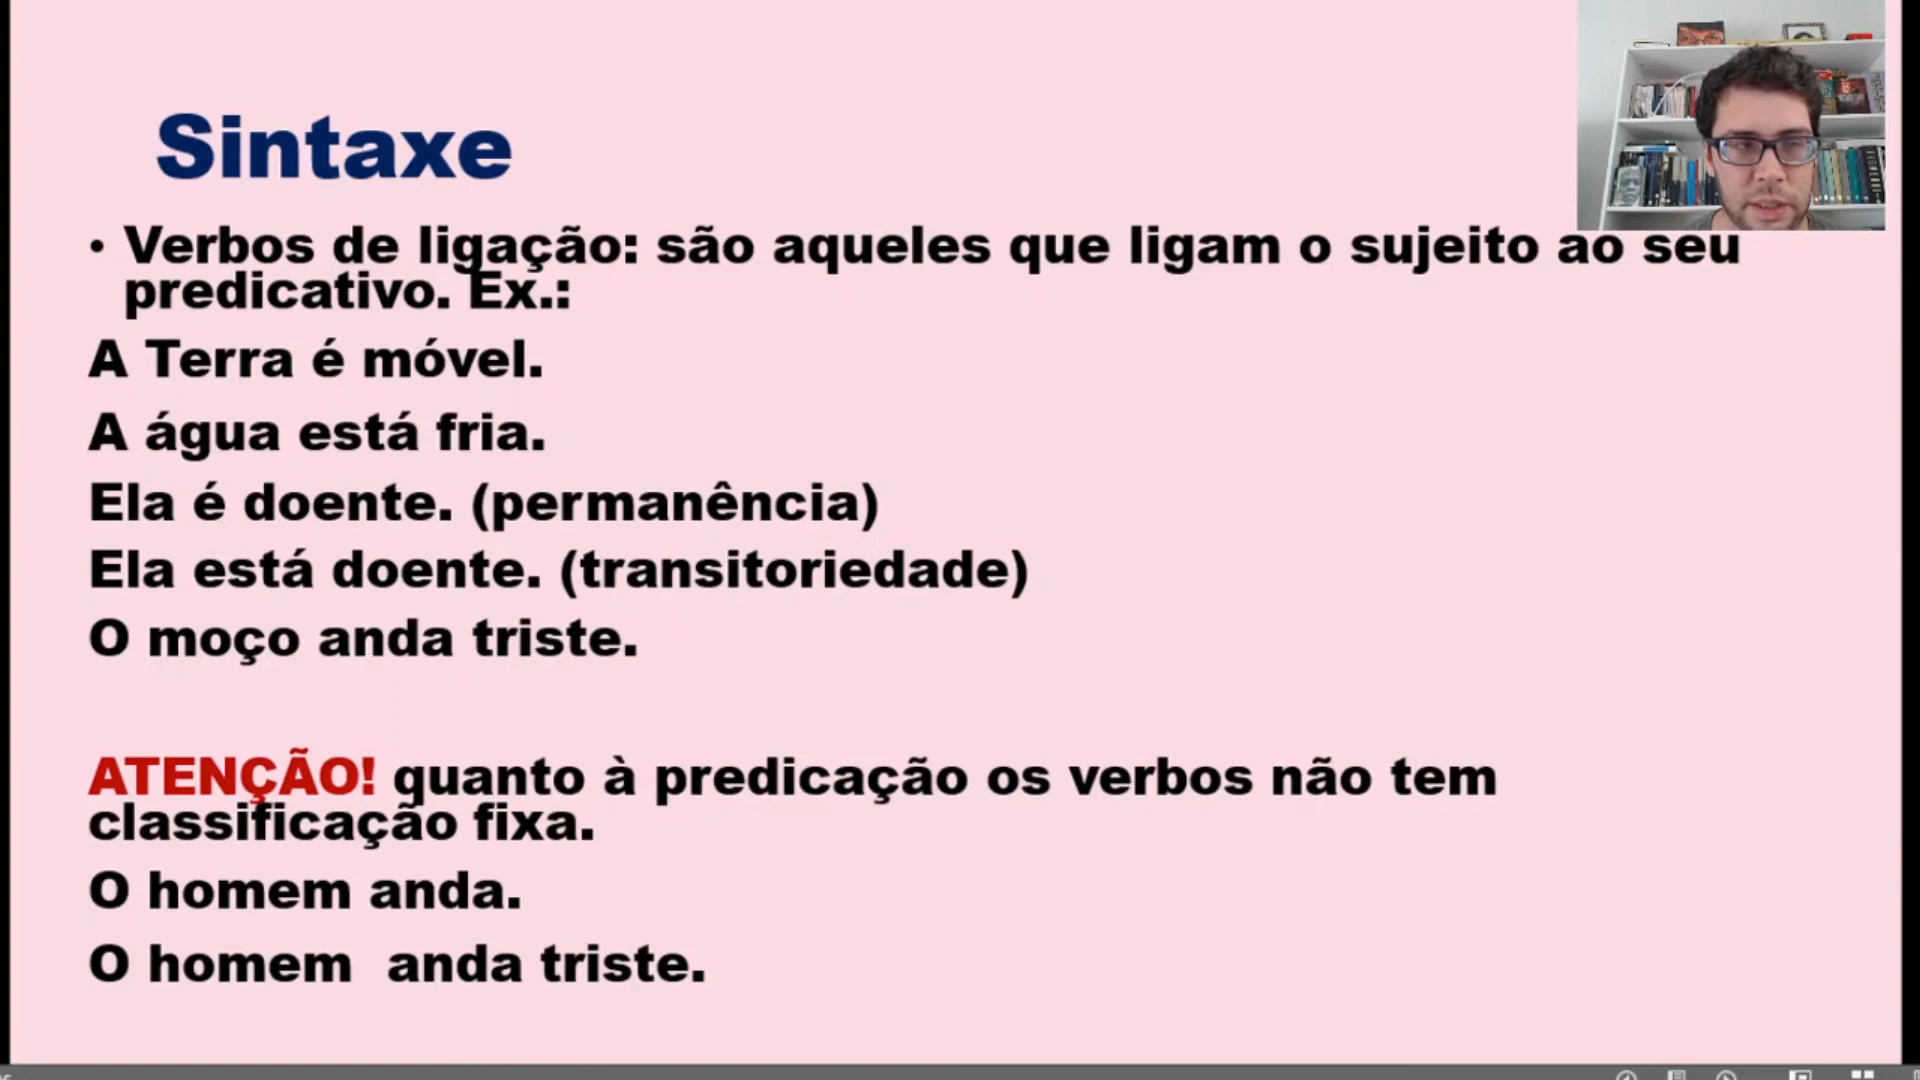 Sintaxe
• Verbos de ligação: são aqueles que ligam o sujeito ao seu
predicativo. Ex.:
A Terra é móvel.
A água está fria.
Ela é doente. (permanência)
Ela está doente. (transitoriedade)
O moço anda triste.
ATENÇÃO! quanto à predicação os verbos não tem
classificação fixa.
O homem anda.
O homem  anda triste.